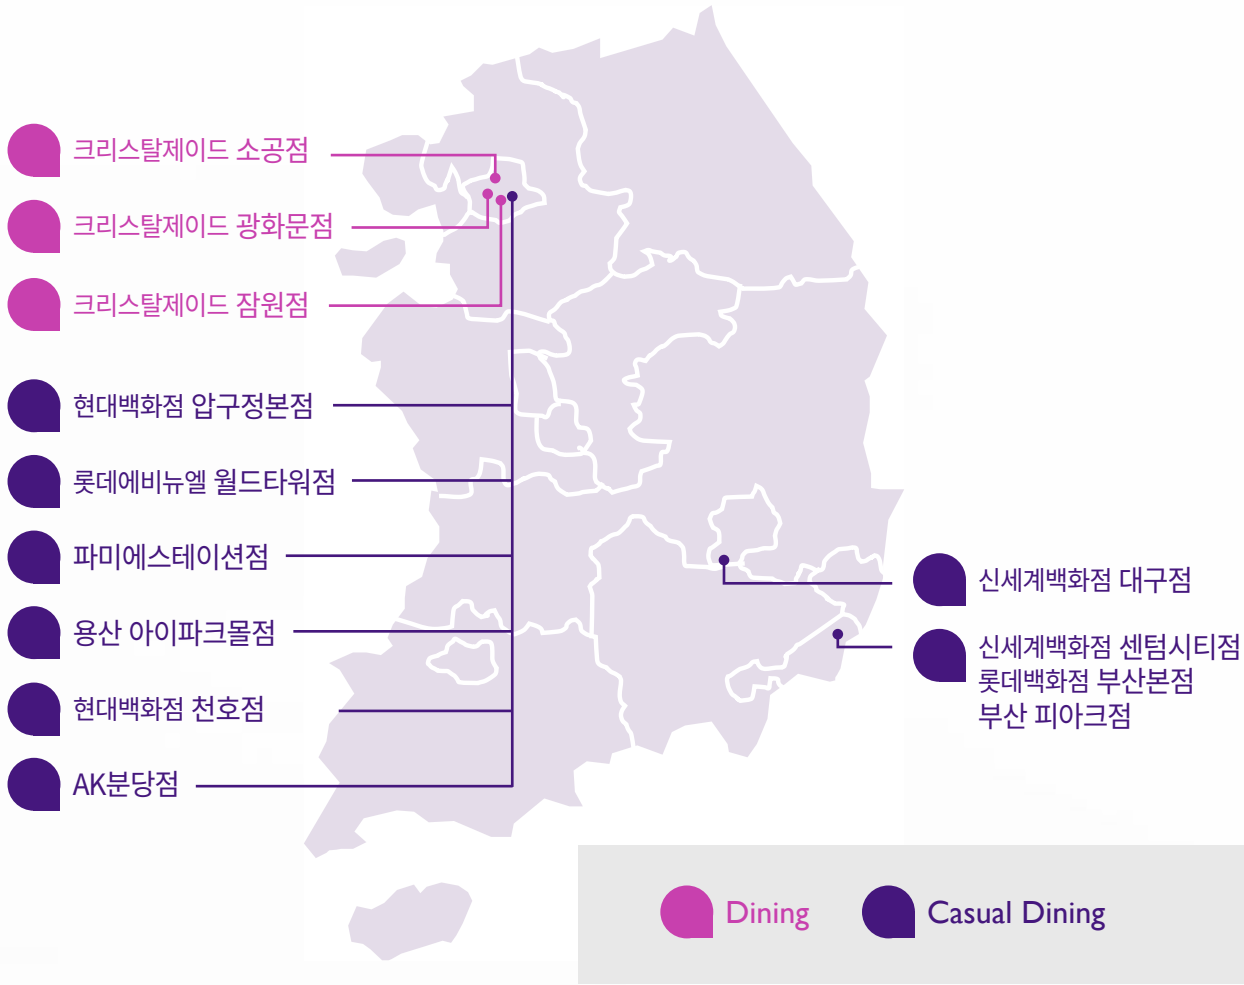 크리스탈제이드 소공점
크리스탈제이드 광화문점
크리스탈제이드 잠원점
현대백화점 압구정본점
롯데에비뉴엘 월드타워점
파미에스테이션점
용산 아이파크몰점
현대백화점 천호점
AK분당점
신세계백화점 대구점
신세계백화점 센텀시티점
롯데백화점 부산본점
부산 피아크점
Dining
Casual Dining